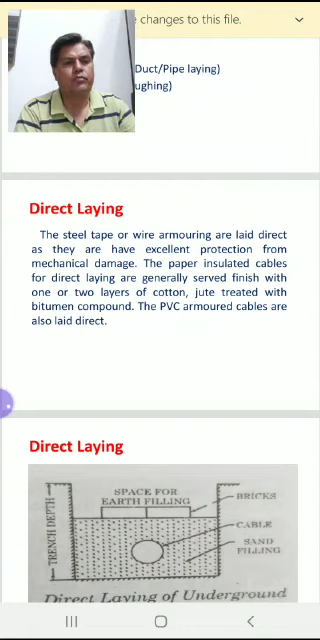 changes to this file.
Duct/Pipe laying)
ughing)
Direct Laying
The steel tape or wire armouring are laid direct
as they are have excellent protection from
mechanical damage. The paper insulated cables
for direct laying are generally served finish with
one or two layers of cotton, jute treated with
bitumen compound. The PVC armoured cables are
also laid direct.
Direct Laying
SPACE FOR
EARTH FILLING
BRICKS
CABLE
SAND
FILLING
TRENCH DEPTH
Direct Laying of Underground